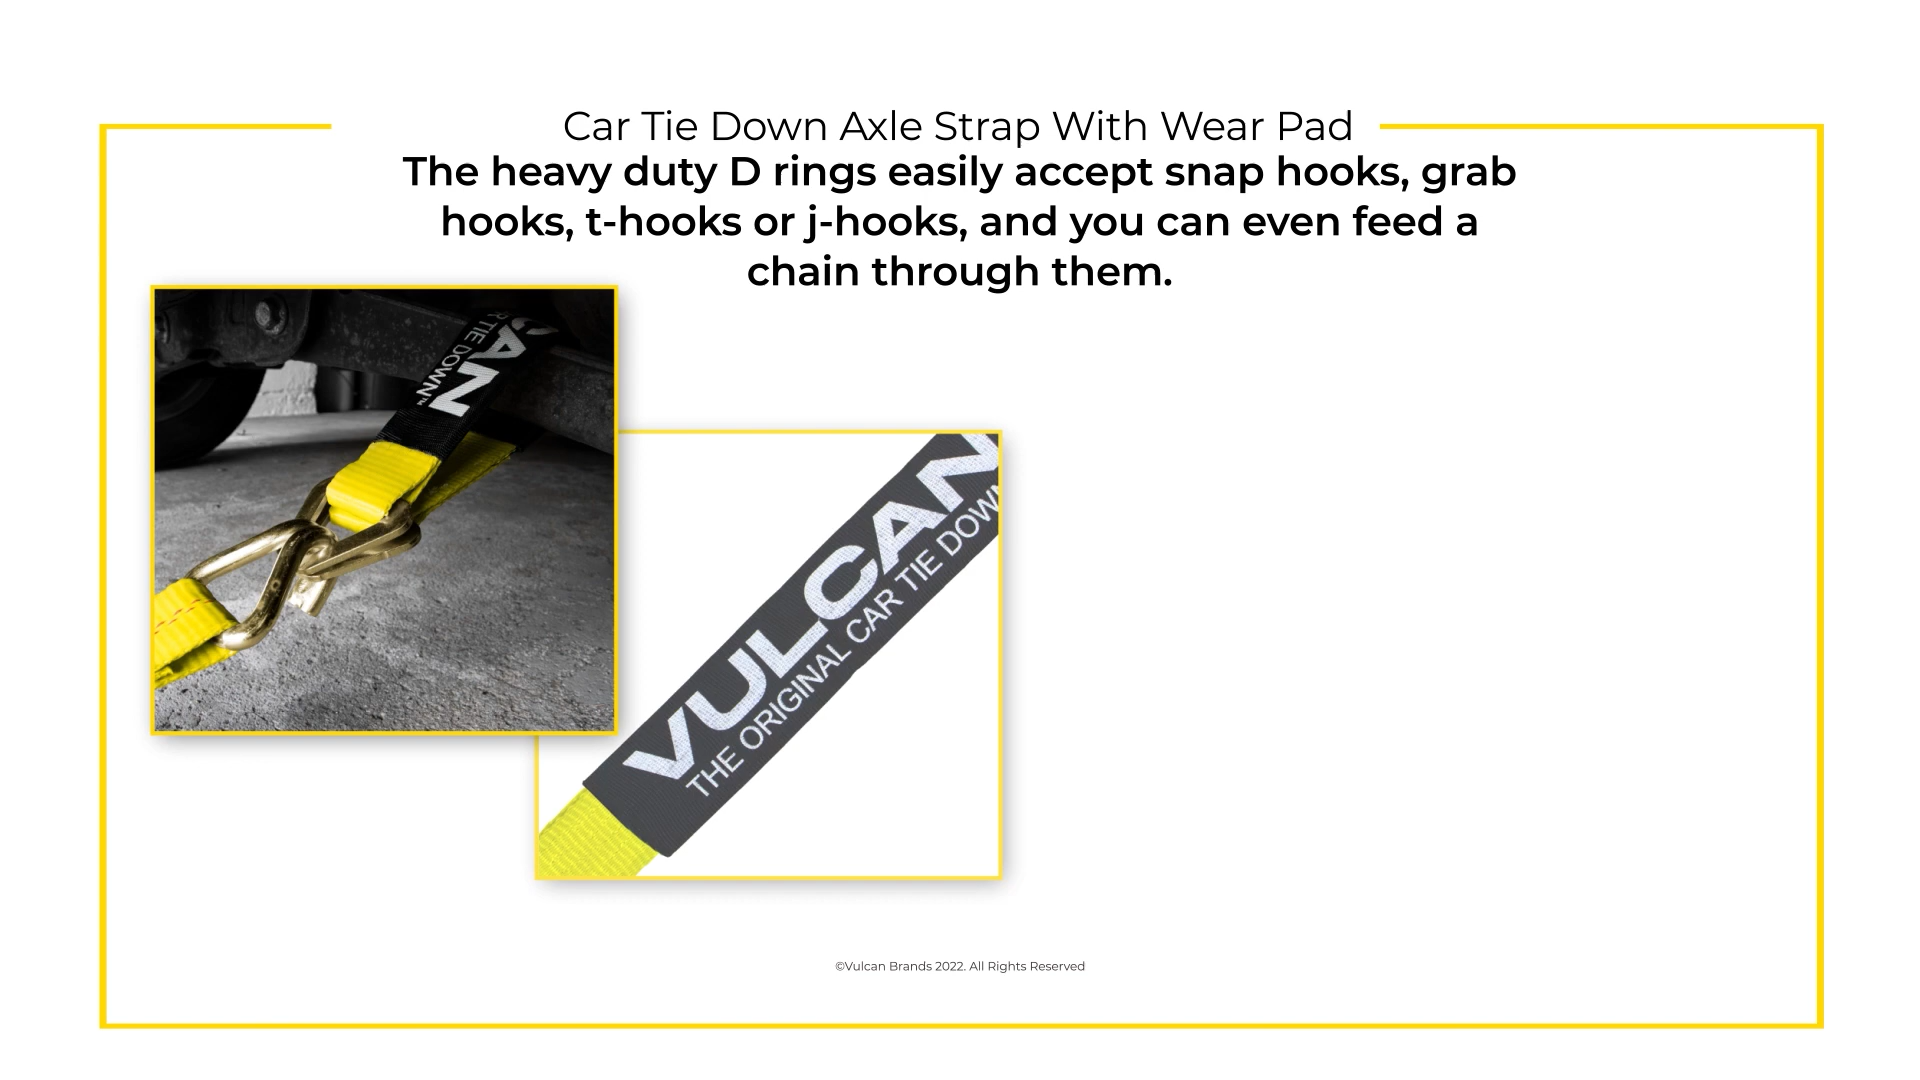 Car Tie Down Axle Strap With Wear Pad
The heavy duty D rings easily accept snap hooks, grab
hooks, t-hooks or j-hooks, and you can even feed a
chain through them.
CAN
R TIE DOWN™
VULCAN
THE ORIGINAL CAR TIE DOWN
©Vulcan Brands 2022. All Rights Reserved